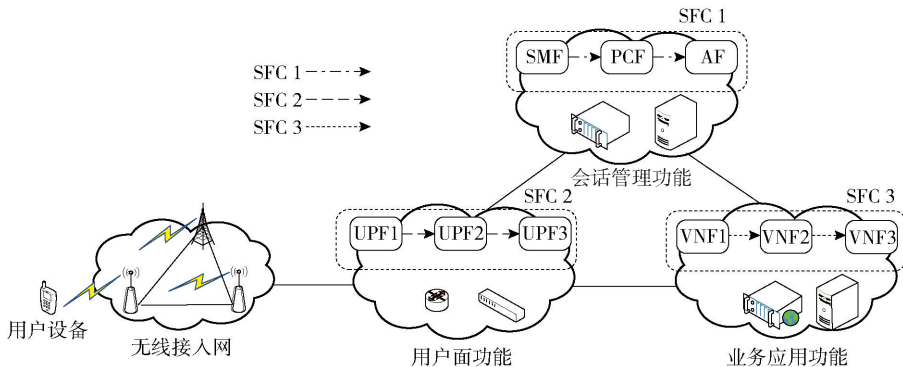 SFC 1
SMF PCF AF
SFC 1
SFC 2
SFC 3
会话管理功能
SFC 2
UPF1 UPF2 UPF3
SFC 3
VNF1 VNF2 VNF3
用户设备
无线接入网
用户面功能
业务应用功能